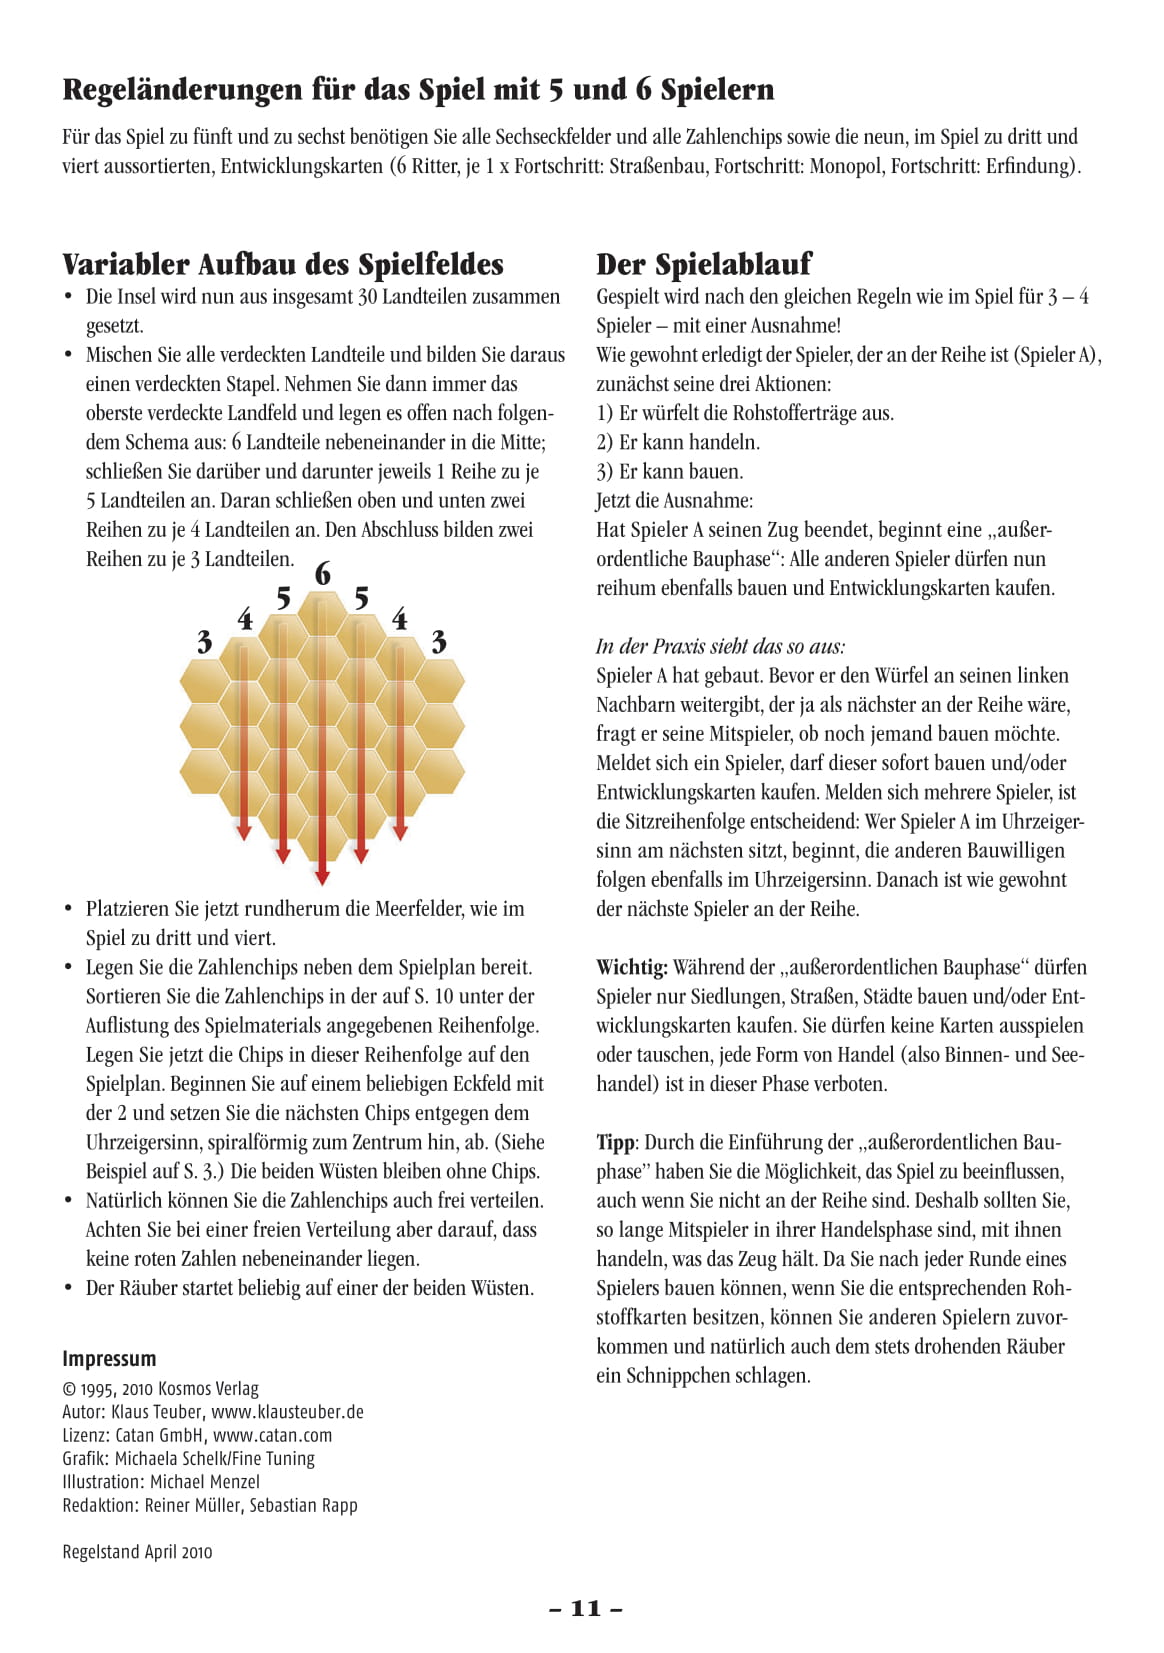 Regeländerungen für das Spiel mit 5 und 6 Spielern
Für das Spiel zu fünft und zu sechst benötigen Sie alle Sechseckfelder und alle Zahlenchips sowie die neun, im Spiel zu dritt und
viert aussortierten, Entwicklungskarten (6 Ritter, je 1 x Fortschritt: Straßenbau, Fortschritt: Monopol, Fortschritt: Erfindung).
Variabler Aufbau des Spielfeldes
• Die Insel wird nun aus insgesamt 30 Landteilen zusammen
gesetzt.
• Mischen Sie alle verdeckten Landteile und bilden Sie daraus
einen verdeckten Stapel. Nehmen Sie dann immer das
oberste verdeckte Landfeld und legen es offen nach folgen-
dem Schema aus: 6 Landteile nebeneinander in die Mitte;
schließen Sie darüber und darunter jeweils 1 Reihe zu je
5 Landteilen an. Daran schließen oben und unten zwei
Reihen zu je 4 Landteilen an. Den Abschluss bilden zwei
Reihen zu je 3 Landteilen.
3 4 5 6 5 4 3
• Platzieren Sie jetzt rundherum die Meerfelder, wie im
Spiel zu dritt und viert.
• Legen Sie die Zahlenchips neben dem Spielplan bereit.
Sortieren Sie die Zahlenchips in der auf S. 10 unter der
Auflistung des Spielmaterials angegebenen Reihenfolge.
Legen Sie jetzt die Chips in dieser Reihenfolge auf den
Spielplan. Beginnen Sie auf einem beliebigen Eckfeld mit
der 2 und setzen Sie die nächsten Chips entgegen dem
Uhrzeigersinn, spiralförmig zum Zentrum hin, ab. (Siehe
Beispiel auf S. 3.) Die beiden Wüsten bleiben ohne Chips.
• Natürlich können Sie die Zahlenchips auch frei verteilen.
Achten Sie bei einer freien Verteilung aber darauf, dass
keine roten Zahlen nebeneinander liegen.
• Der Räuber startet beliebig auf einer der beiden Wüsten.
Impressum
© 1995, 2010 Kosmos Verlag
Autor: Klaus Teuber, www.klausteuber.de
Lizenz: Catan GmbH, www.catan.com
Grafik: Michaela Schelk/Fine Tuning
Illustration: Michael Menzel
Redaktion: Reiner Müller, Sebastian Rapp
Regelstand April 2010
Der Spielablauf
Gespielt wird nach den gleichen Regeln wie im Spiel für 3 – 4
Spieler – mit einer Ausnahme!
Wie gewohnt erledigt der Spieler, der an der Reihe ist (Spieler A),
zunächst seine drei Aktionen:
1) Er würfelt die Rohstofferträge aus.
2) Er kann handeln.
3) Er kann bauen.
Jetzt die Ausnahme:
Hat Spieler A seinen Zug beendet, beginnt eine „außer-
ordentliche Bauphase“: Alle anderen Spieler dürfen nun
reihum ebenfalls bauen und Entwicklungskarten kaufen.
In der Praxis sieht das so aus:
Spieler A hat gebaut. Bevor er den Würfel an seinen linken
Nachbarn weitergibt, der ja als nächster an der Reihe wäre,
fragt er seine Mitspieler, ob noch jemand bauen möchte.
Meldet sich ein Spieler, darf dieser sofort bauen und/oder
Entwicklungskarten kaufen. Melden sich mehrere Spieler, ist
die Sitzreihenfolge entscheidend: Wer Spieler A im Uhrzeiger-
sinn am nächsten sitzt, beginnt, die anderen Bauwilligen
folgen ebenfalls im Uhrzeigersinn. Danach ist wie gewohnt
der nächste Spieler an der Reihe.
Wichtig: Während der „außerordentlichen Bauphase“ dürfen
Spieler nur Siedlungen, Straßen, Städte bauen und/oder Ent-
wicklungskarten kaufen. Sie dürfen keine Karten ausspielen
oder tauschen, jede Form von Handel (also Binnen- und See-
handel) ist in dieser Phase verboten.
Tipp: Durch die Einführung der „außerordentlichen Bau-
phase” haben Sie die Möglichkeit, das Spiel zu beeinflussen,
auch wenn Sie nicht an der Reihe sind. Deshalb sollten Sie,
so lange Mitspieler in ihrer Handelsphase sind, mit ihnen
handeln, was das Zeug hält. Da Sie nach jeder Runde eines
Spielers bauen können, wenn Sie die entsprechenden Roh-
stoffkarten besitzen, können Sie anderen Spielern zuvor-
kommen und natürlich auch dem stets drohenden Räuber
ein Schnippchen schlagen.
– 11 –